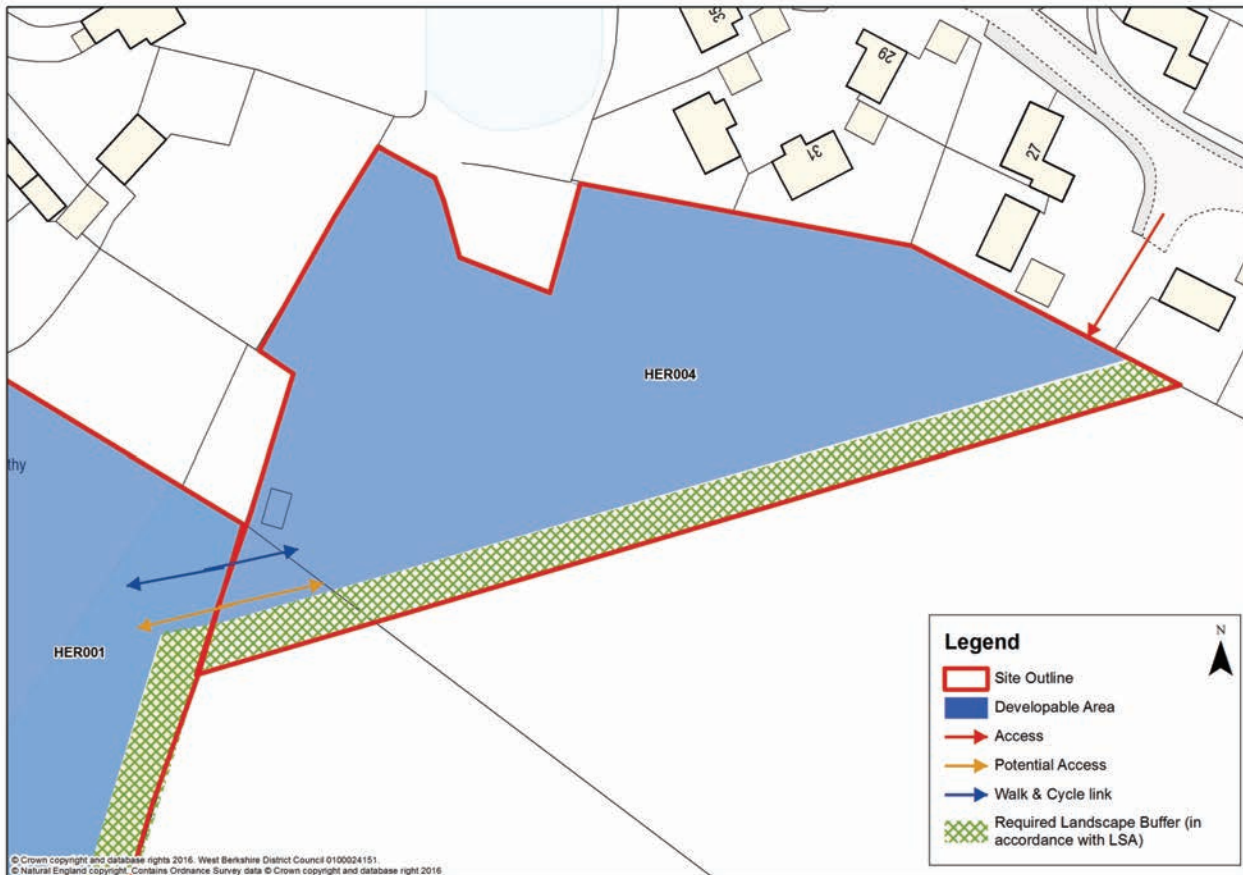 35
29
31
27
HER004
thy
HER001
Legend
N
Site Outline
Developable Area
Access
Potential Access
Walk & Cycle link
Required Landscape Buffer (in
accordance with LSA)
© Crown copyright and database rights 2016. West Berkshire District Council 0100024151.
© Natural England copyright. Contains Ordnance Survey data © Crown copyright and database right 2016